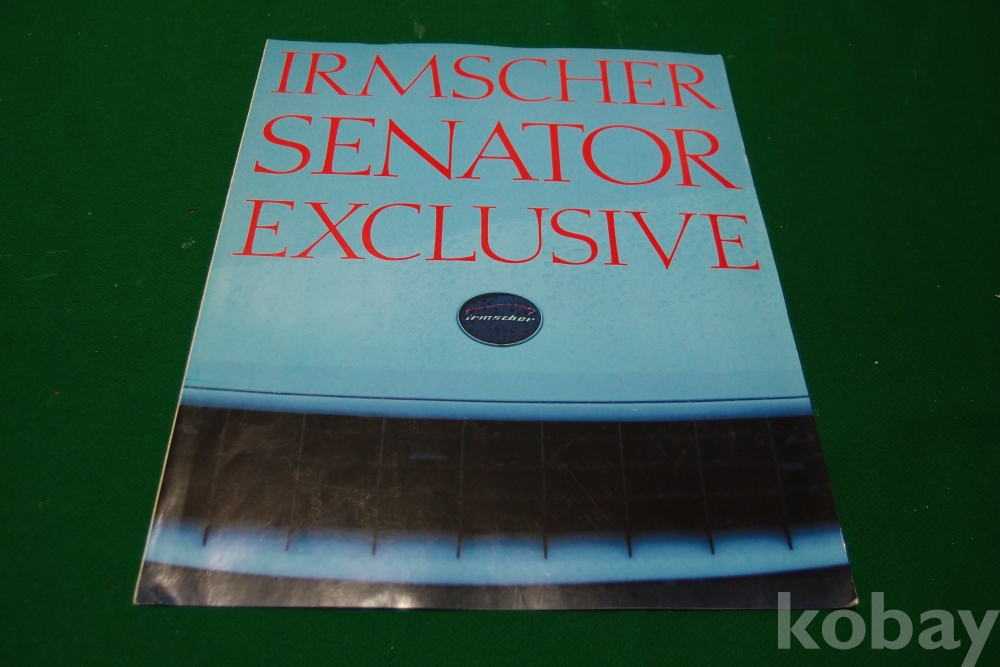 IRMSCHER
SENATOR
EXCLUSIVE
irmscher
kobay